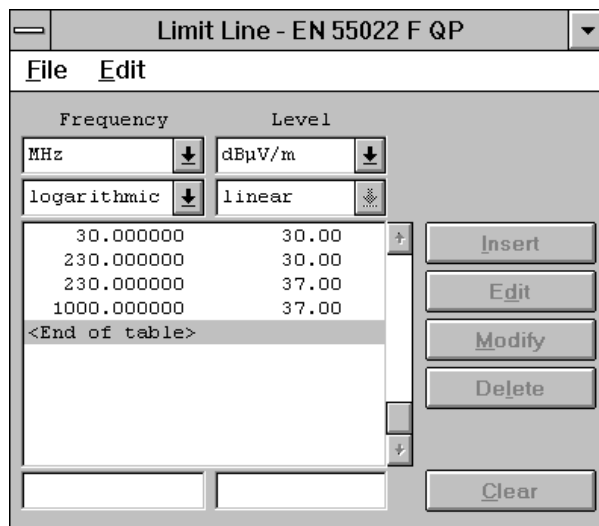 Limit Line - EN 55022 F QP
File Edit
Frequency Level
MHz dBµV/m
logarithmic linear
30.000000 30.00
230.000000 30.00
230.000000 37.00
1000.000000 37.00
<End of table>
Insert
Edit
Modify
Delete
Clear